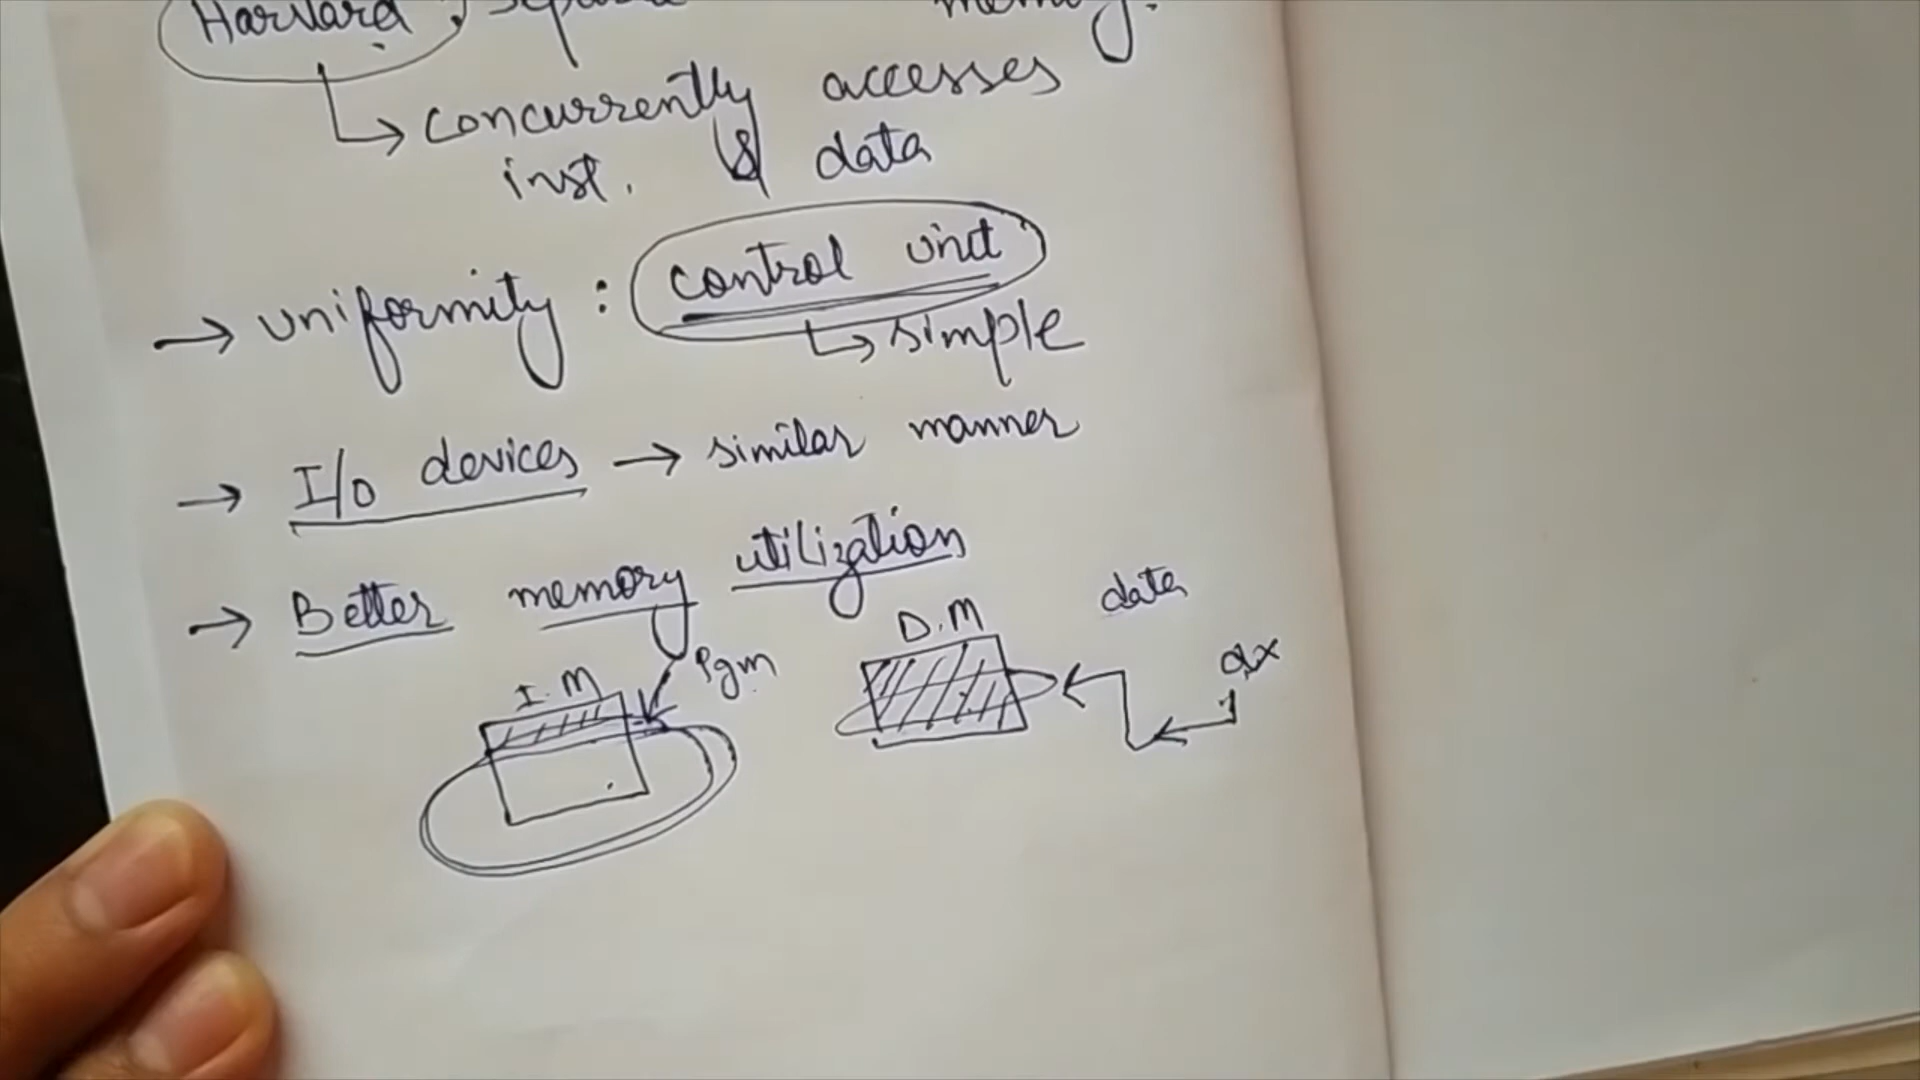 Harvard :
→ concurrently accesses
inst. & data
→ uniformity : control unit
↳ simple
→ I/O devices → similar manner
→ Better memory utilization
I.M Pgm D.M data